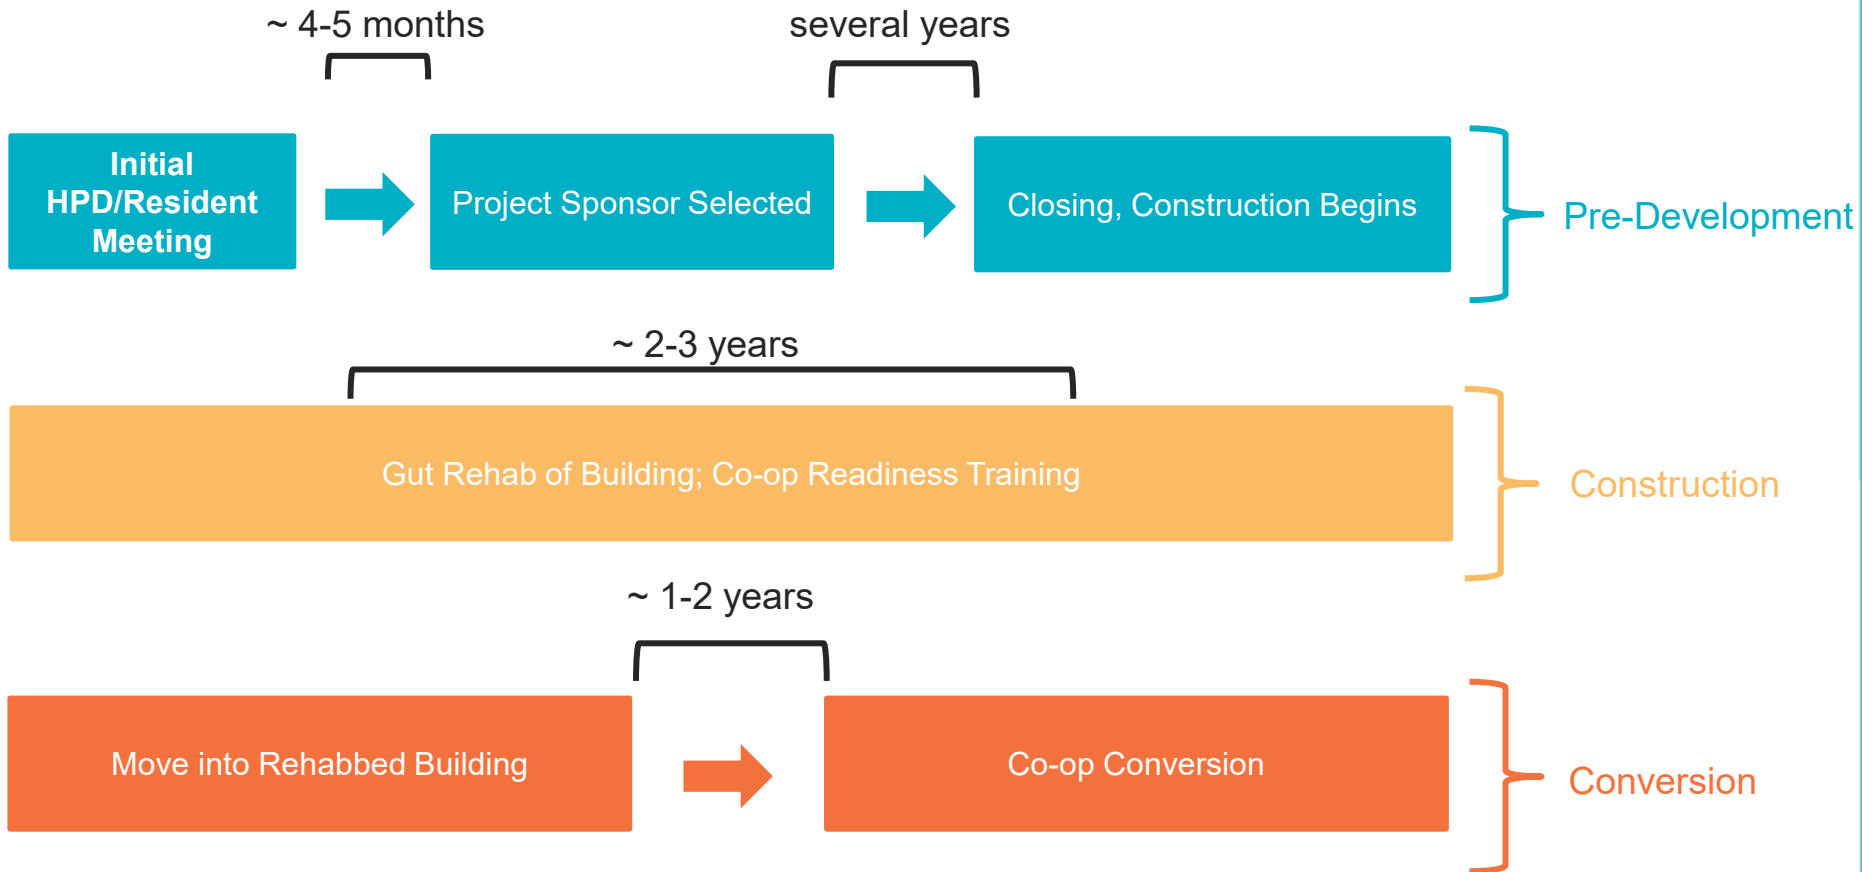 ~ 4-5 months
several years
Initial
HPD/Resident
Meeting
Project Sponsor Selected
Closing, Construction Begins
Pre-Development
~ 2-3 years
Gut Rehab of Building; Co-op Readiness Training
Construction
~ 1-2 years
Move into Rehabbed Building
Co-op Conversion
Conversion